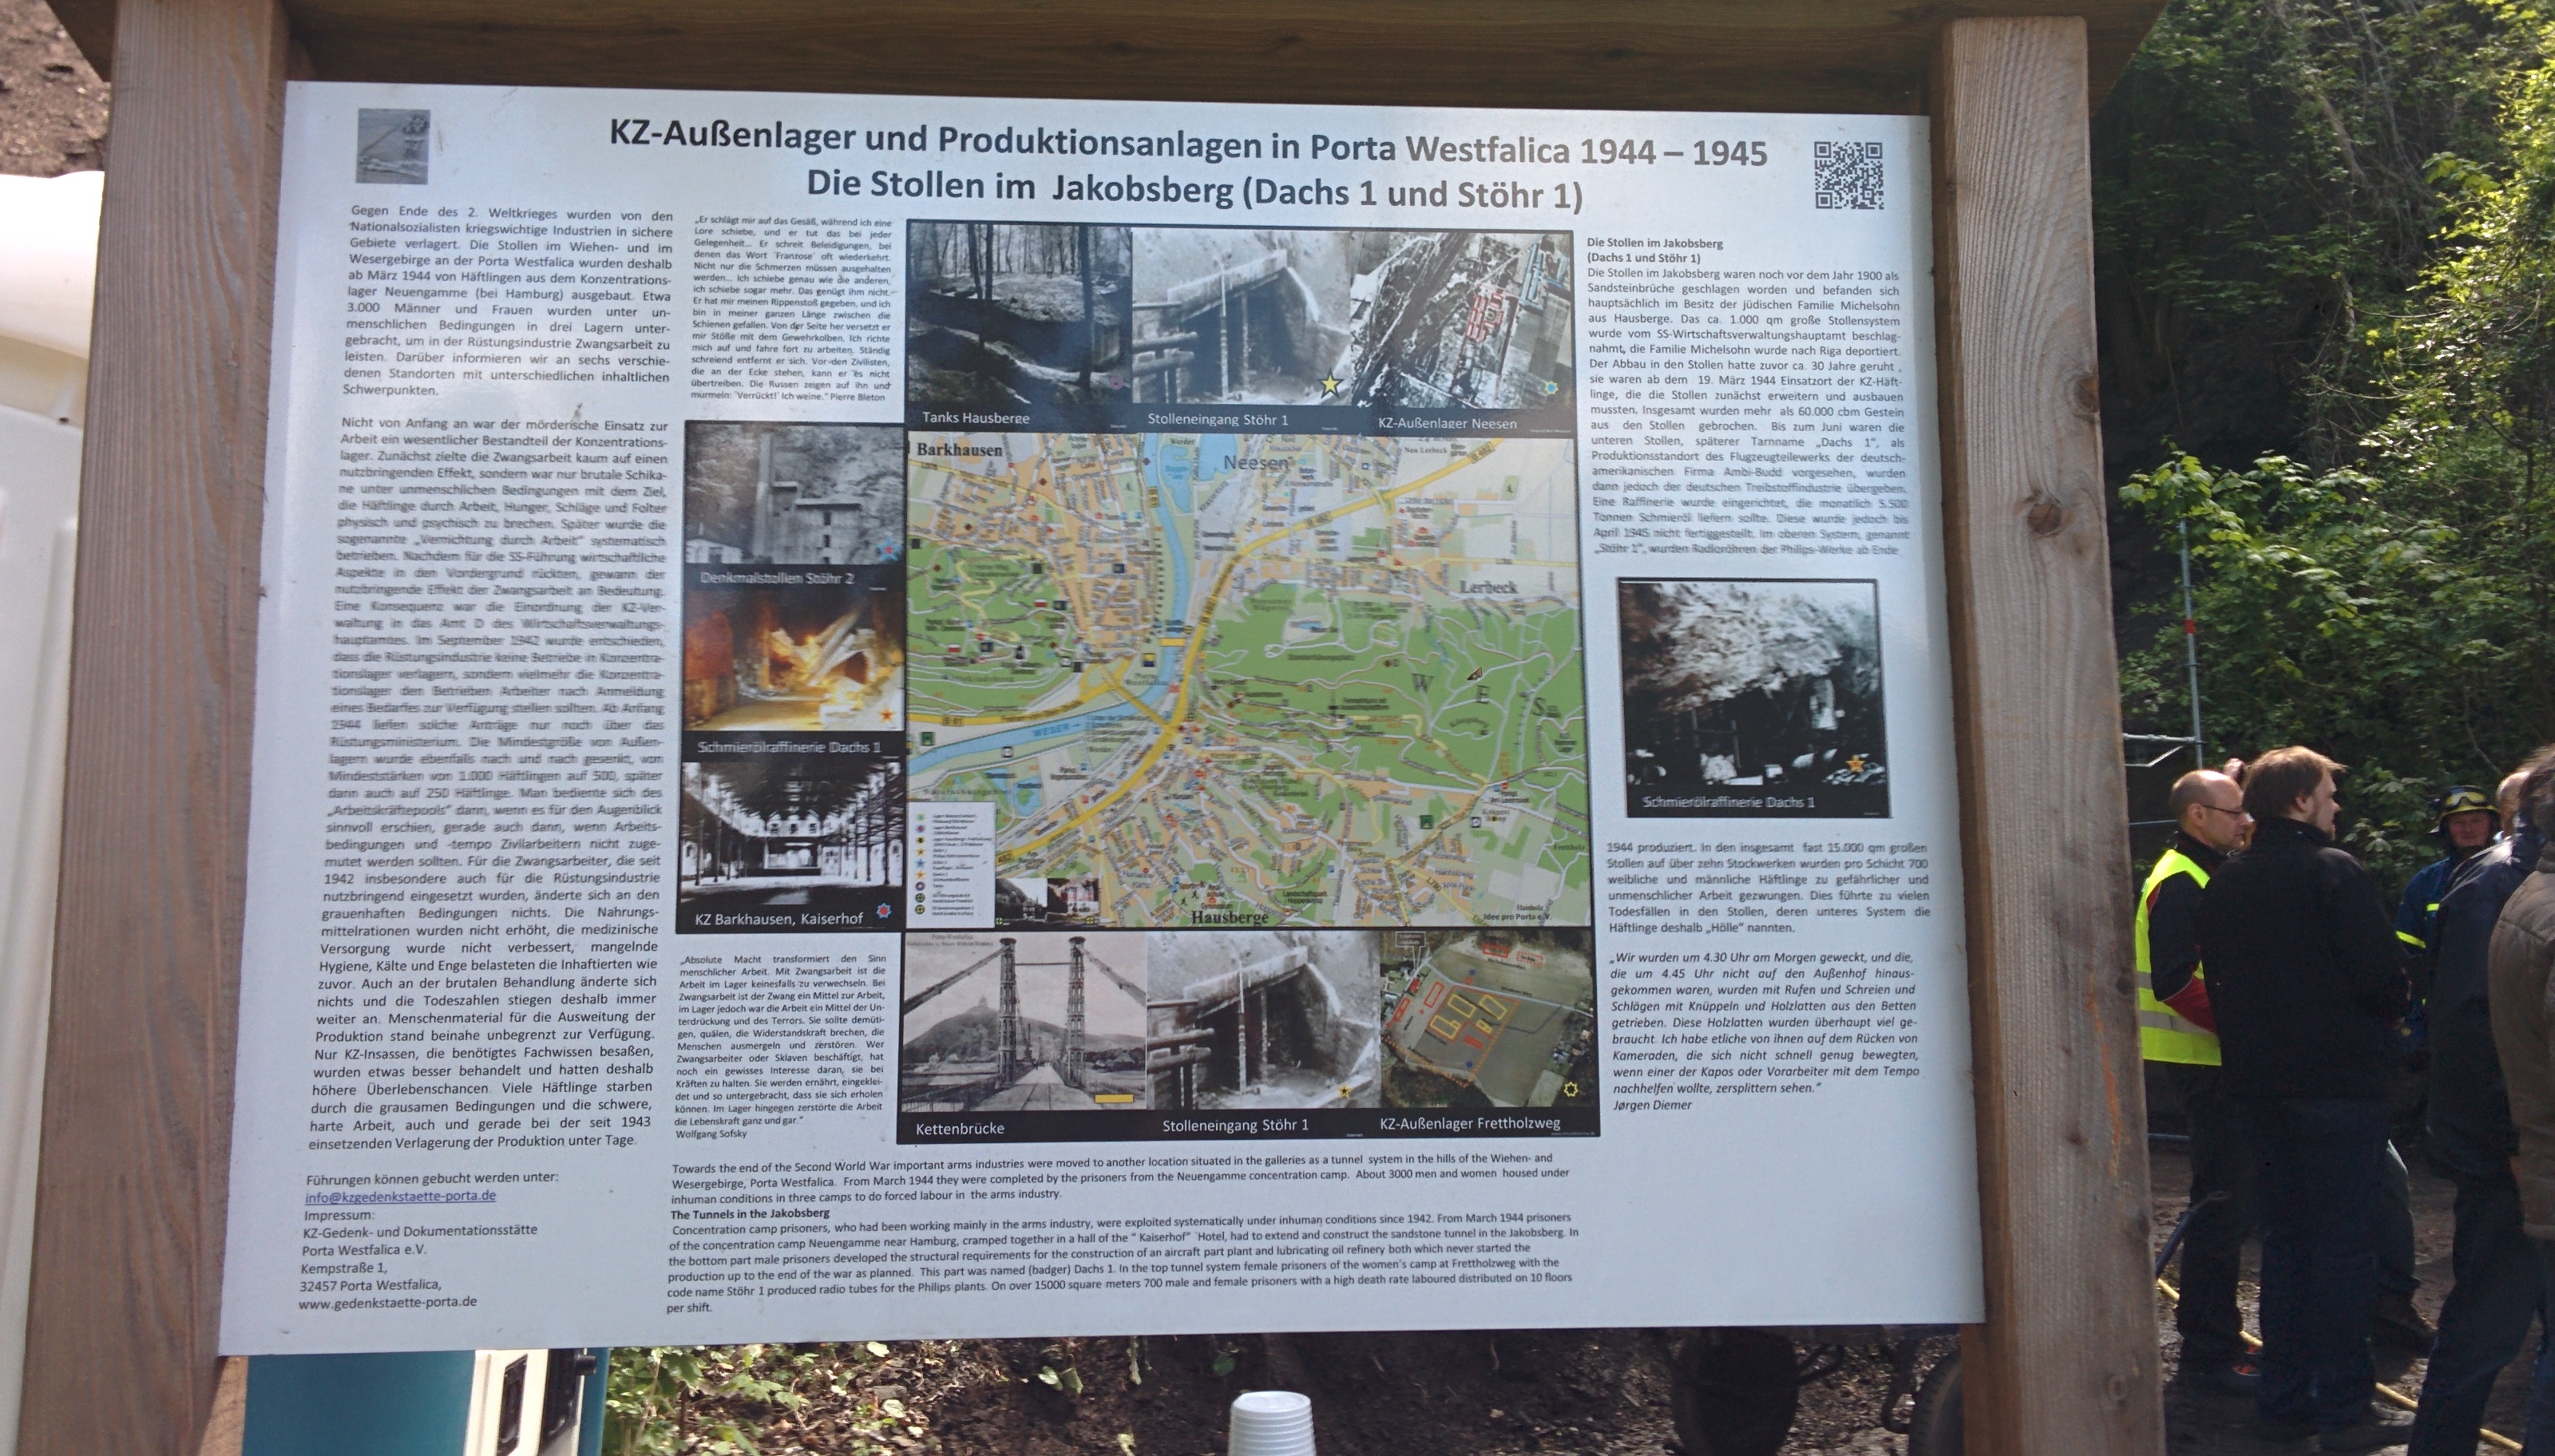 KZ-Außenlager und Produktionsanlagen in Porta Westfalica 1944 – 1945
Die Stollen im Jakobsberg (Dachs 1 und Stöhr 1)
Gegen Ende des 2. Weltkrieges wurden von den
Nationalsozialisten kriegswichtige Industrien in sichere
Gebiete verlagert. Die Stollen im Wiehen- und im
Wesergebirge an der Porta Westfalica wurden deshalb
ab März 1944 von Häftlingen aus dem Konzentrations-
lager Neuengamme (bei Hamburg) ausgebaut. Etwa
3.000 Männer und Frauen wurden unter un-
menschlichen Bedingungen in drei Lagern unter-
gebracht, um in der Rüstungsindustrie Zwangsarbeit zu
leisten. Darüber informieren wir an sechs verschie-
denen Standorten mit unterschiedlichen inhaltlichen
Schwerpunkten.
Nicht von Anfang an war der mörderische Einsatz zur
Arbeit ein wesentlicher Bestandteil der Konzentrations-
lager. Zunächst zielte die Zwangsarbeit kaum auf einen
nutzbringenden Effekt, sondern war nur brutale Schika-
ne unter unmenschlichen Bedingungen mit dem Ziel,
die Häftlinge durch Arbeit, Hunger, Schläge und Folter
physisch und psychisch zu brechen. Später wurde die
sogenannte „Vernichtung durch Arbeit“ systematisch
betrieben. Nachdem für die SS-Führung wirtschaftliche
Aspekte in den Vordergrund rückten, gewann der
nutzbringende Effekt der Zwangsarbeit an Bedeutung.
Eine Konsequenz war die Einordnung der KZ-Ver-
waltung in das Amt D des Wirtschaftsverwaltungs-
hauptamtes. Im September 1942 wurde entschieden,
dass die Rüstungsindustrie keine Betriebe in Konzentra-
tionslager verlagern, sondern vielmehr die Konzentra-
tionslager den Betrieben Arbeiter nach Anmeldung
eines Bedarfes zur Verfügung stellen sollten. Ab Anfang
1944 liefen solche Anträge nur noch über das
Rüstungsministerium. Die Mindestgröße von Außen-
lagern wurde ebenfalls nach und nach gesenkt, von
Mindeststärken von 1.000 Häftlingen auf 500, später
dann auch auf 250 Häftlinge. Man bediente sich des
„Arbeitskräftepools“ dann, wenn es für den Augenblick
sinnvoll erschien, gerade auch dann, wenn Arbeits-
bedingungen und -tempo Zivilarbeitern nicht zuge-
mutet werden sollten. Für die Zwangsarbeiter, die seit
1942 insbesondere auch für die Rüstungsindustrie
nutzbringend eingesetzt wurden, änderte sich an den
grauenhaften Bedingungen nichts. Die Nahrungs-
mittelrationen wurden nicht erhöht, die medizinische
Versorgung wurde nicht verbessert, mangelnde
Hygiene, Kälte und Enge belasteten die Inhaftierten wie
zuvor. Auch an der brutalen Behandlung änderte sich
nichts und die Todeszahlen stiegen deshalb immer
weiter an. Menschenmaterial für die Ausweitung der
Produktion stand beinahe unbegrenzt zur Verfügung.
Nur KZ-Insassen, die benötigtes Fachwissen besaßen,
wurden etwas besser behandelt und hatten deshalb
höhere Überlebenschancen. Viele Häftlinge starben
durch die grausamen Bedingungen und die schwere,
harte Arbeit, auch und gerade bei der seit 1943
einsetzenden Verlagerung der Produktion unter Tage.
Führungen können gebucht werden unter:
info@kzgedenkstaette-porta.de
Impressum:
KZ-Gedenk- und Dokumentationsstätte
Porta Westfalica e.V.
Kempstraße 1,
32457 Porta Westfalica,
www.gedenkstaette-porta.de
„Er schlägt mir auf das Gesäß, während ich eine
Lore schiebe, und er tut das bei jeder
Gelegenheit... Er schreit Beleidigungen, bei
denen das Wort 'Franzose' oft wiederkehrt.
Nicht nur die Schmerzen müssen ausgehalten
werden... Ich schiebe genau wie die anderen,
ich schiebe sogar mehr. Das genügt ihm nicht.
Er hat mir meinen Rippenstoß gegeben, und ich
bin in meiner ganzen Länge zwischen die
Schienen gefallen. Von der Seite her versetzt er
mir Stöße mit dem Gewehrkolben. Ich richte
mich auf und fahre fort zu arbeiten. Ständig
schreiend entfernt er sich. Vor den Zivilisten,
die an der Ecke stehen, kann er es nicht
übertreiben. Die Russen zeigen auf ihn und
murmeln: 'Verrückt!' Ich weine.“ Pierre Bleton
Denkmalstollen Stöhr 2
Schmierölraffinerie Dachs 1
KZ Barkhausen, Kaiserhof
„Absolute Macht transformiert den Sinn
menschlicher Arbeit. Mit Zwangsarbeit ist die
Arbeit im Lager keinesfalls zu verwechseln. Bei
Zwangsarbeit ist der Zwang ein Mittel zur Arbeit,
im Lager jedoch war die Arbeit ein Mittel der Un-
terdrückung und des Terrors. Sie sollte demüti-
gen, quälen, die Widerstandskraft brechen, die
Menschen ausmergeln und zerstören. Wer
Zwangsarbeiter oder Sklaven beschäftigt, hat
noch ein gewisses Interesse daran, sie bei
Kräften zu halten. Sie werden ernährt, eingeklei-
det und so untergebracht, dass sie sich erholen
können. Im Lager hingegen zerstörte die Arbeit
die Lebenskraft ganz und gar.“
Wolfgang Sofsky
Tanks Hausberge
Stolleneingang Stöhr 1
KZ-Außenlager Neesen
Barkhausen
Neesen
Lerbeck
W E S
WESER
Hausberge
Idee pro Porta e.V.
Kettenbrücke
Stolleneingang Stöhr 1
KZ-Außenlager Frettholzweg
Die Stollen im Jakobsberg
(Dachs 1 und Stöhr 1)
Die Stollen im Jakobsberg waren noch vor dem Jahr 1900 als
Sandsteinbrüche geschlagen worden und befanden sich
hauptsächlich im Besitz der jüdischen Familie Michelsohn
aus Hausberge. Das ca. 1.000 qm große Stollensystem
wurde vom SS-Wirtschaftsverwaltungshauptamt beschlag-
nahmt, die Familie Michelsohn wurde nach Riga deportiert.
Der Abbau in den Stollen hatte zuvor ca. 30 Jahre geruht ,
sie waren ab dem 19. März 1944 Einsatzort der KZ-Häft-
linge, die die Stollen zunächst erweitern und ausbauen
mussten. Insgesamt wurden mehr als 60.000 cbm Gestein
aus den Stollen gebrochen. Bis zum Juni waren die
unteren Stollen, späterer Tarnname „Dachs 1“, als
Produktionsstandort des Flugzeugteilewerks der deutsch-
amerikanischen Firma Ambi-Budd vorgesehen, wurden
dann jedoch der deutschen Treibstoffindustrie übergeben.
Eine Raffinerie wurde eingerichtet, die monatlich 5.500
Tonnen Schmieröl liefern sollte. Diese wurde jedoch bis
April 1945 nicht fertiggestellt. Im oberen System, genannt
„Stöhr 1“, wurden Radioröhren der Philips-Werke ab Ende
Schmierölraffinerie Dachs 1
1944 produziert. In den insgesamt fast 15.000 qm großen
Stollen auf über zehn Stockwerken wurden pro Schicht 700
weibliche und männliche Häftlinge zu gefährlicher und
unmenschlicher Arbeit gezwungen. Dies führte zu vielen
Todesfällen in den Stollen, deren unteres System die
Häftlinge deshalb „Hölle“ nannten.
„Wir wurden um 4.30 Uhr am Morgen geweckt, und die,
die um 4.45 Uhr nicht auf den Außenhof hinaus-
gekommen waren, wurden mit Rufen und Schreien und
Schlägen mit Knüppeln und Holzlatten aus den Betten
getrieben. Diese Holzlatten wurden überhaupt viel ge-
braucht. Ich habe etliche von ihnen auf dem Rücken von
Kameraden, die sich nicht schnell genug bewegten,
wenn einer der Kapos oder Vorarbeiter mit dem Tempo
nachhelfen wollte, zersplittern sehen.“
Jørgen Diemer
Towards the end of the Second World War important arms industries were moved to another location situated in the galleries as a tunnel system in the hills of the Wiehen- and
Wesergebirge, Porta Westfalica. From March 1944 they were completed by the prisoners from the Neuengamme concentration camp. About 3000 men and women housed under
inhuman conditions in three camps to do forced labour in the arms industry.
The Tunnels in the Jakobsberg
Concentration camp prisoners, who had been working mainly in the arms industry, were exploited systematically under inhuman conditions since 1942. From March 1944 prisoners
of the concentration camp Neuengamme near Hamburg, cramped together in a hall of the “ Kaiserhof” ˋHotel, had to extend and construct the sandstone tunnel in the Jakobsberg. In
the bottom part male prisoners developed the structural requirements for the construction of an aircraft part plant and lubricating oil refinery both which never started the
production up to the end of the war as planned. This part was named (badger) Dachs 1. In the top tunnel system female prisoners of the women’s camp at Frettholzweg with the
code name Stöhr 1 produced radio tubes for the Philips plants. On over 15000 square meters 700 male and female prisoners with a high death rate laboured distributed on 10 floors
per shift.